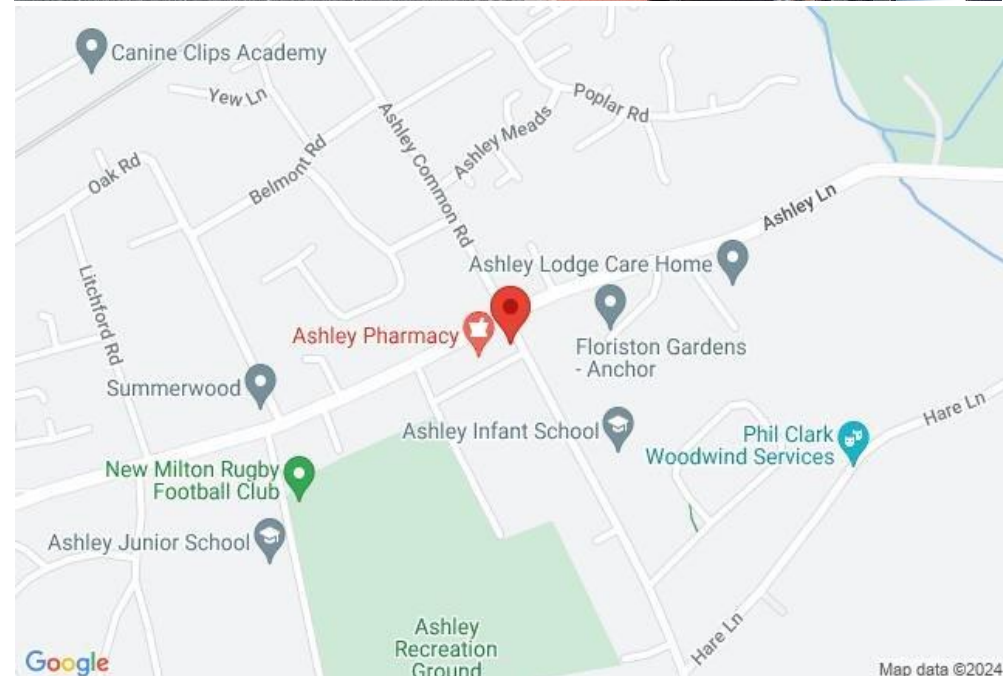 Canine Clips Academy
Yew Ln
Poplar Rd
Ashley Common Rd
Ashley Meads
Oak Rd
Belmont Rd
Ashley Ln
Ashley Lodge Care Home
Litchford Rd
Ashley Pharmacy
Floriston Gardens
- Anchor
Summerwood
Hare Ln
Ashley Infant School
Phil Clark
Woodwind Services
New Milton Rugby
Football Club
Ashley Junior School
Ashley
Recreation
Ground
Hare Ln
Google
Map data ©2024